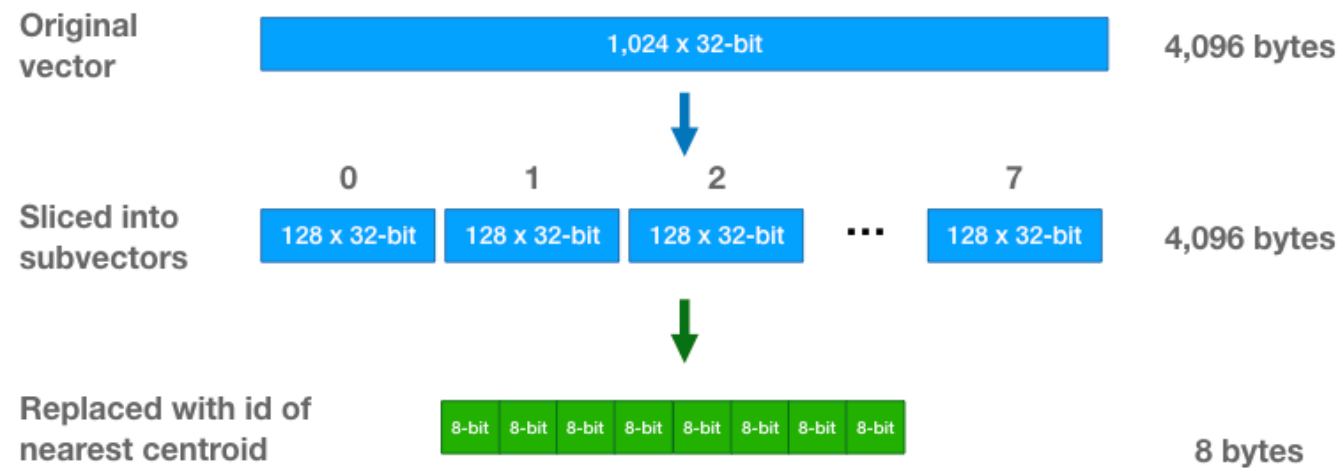 Original
vector
1,024 x 32-bit
4,096 bytes
0 1 2 7
Sliced into
subvectors
128 x 32-bit 128 x 32-bit 128 x 32-bit ... 128 x 32-bit
4,096 bytes
Replaced with id of
nearest centroid
8-bit 8-bit 8-bit 8-bit 8-bit 8-bit 8-bit 8-bit
8 bytes